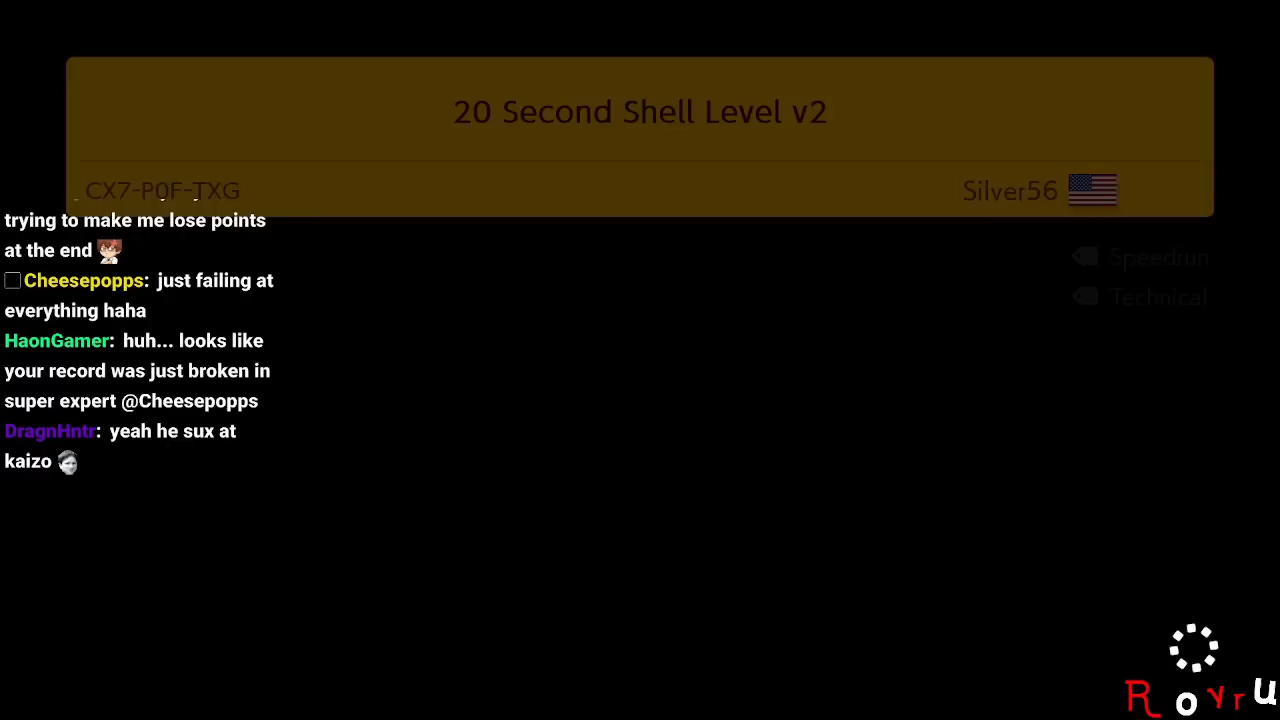 20 Second Shell Level v2
CX7-P0F-TXG
Silver56
trying to make me lose points
at the end
Speedrun
Cheesepopps: just failing at
Technical
everything haha
HaonGamer: huh... looks like
your record was just broken in
super expert @Cheesepopps
DragnHntr: yeah he sux at
kaizo
Royru